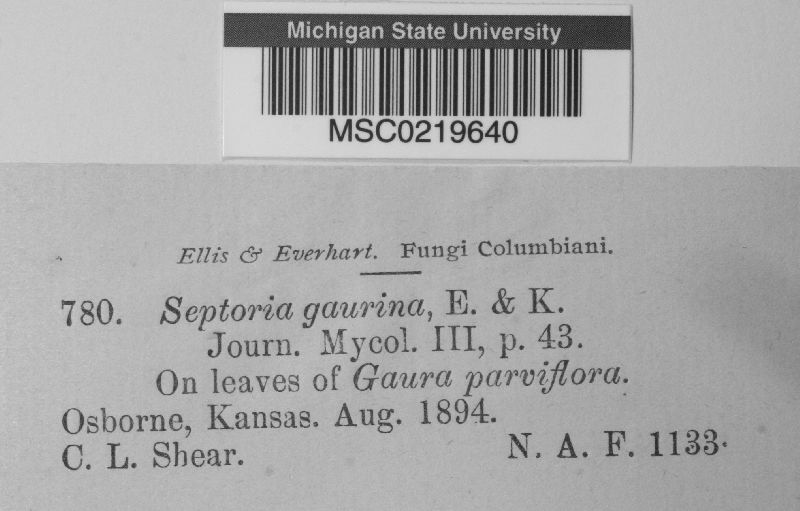 Michigan State University
MSC0219640
Ellis & Everhart. Fungi Columbiani.
780. Septoria gaurina, E. & K.
Journ. Mycol. III, p. 43.
On leaves of Gaura parviflora.
Osborne, Kansas. Aug. 1894.
C. L. Shear. N. A. F. 1133.